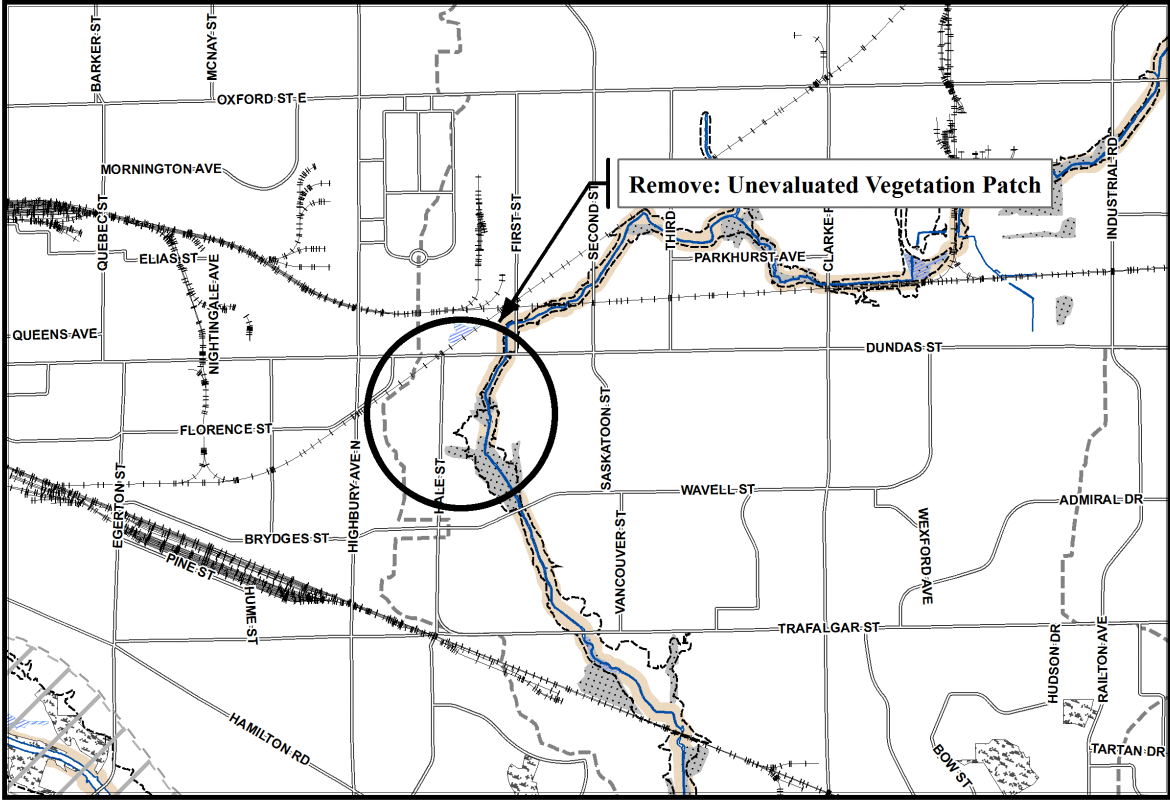 BARKER ST
MCNAY ST
OXFORD ST E
MORNINGTON AVE
Remove: Unevaluated Vegetation Patch
QUEBEC ST
ELIAS ST
NIGHTINGALE AVE
FIRST ST
SECOND ST
THIRD
PARKHURST AVE
CLARKE
INDUSTRIAL RD
QUEENS AVE
DUNDAS ST
FLORENCE ST
SASKATOON ST
HIGHBURY AVE N
ALE ST
EGERTON ST
WAVELL ST
ADMIRAL DR
BRYDGES ST
PINE ST
HUME ST
VANCOUVER ST
WEXFORD AVE
TRAFALGAR ST
HUDSON DR
RAILTON AVE
HAMILTON RD
BOW ST
TARTAN DR